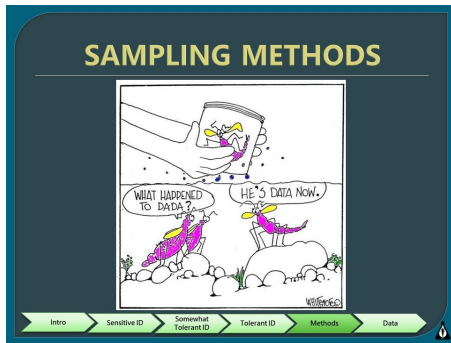 SAMPLING METHODS
WHAT HAPPENED
TO DADA?
HE'S DATA NOW.
Intro
Sensitive ID
Somewhat
Tolerant ID
Tolerant ID
Methods
Data